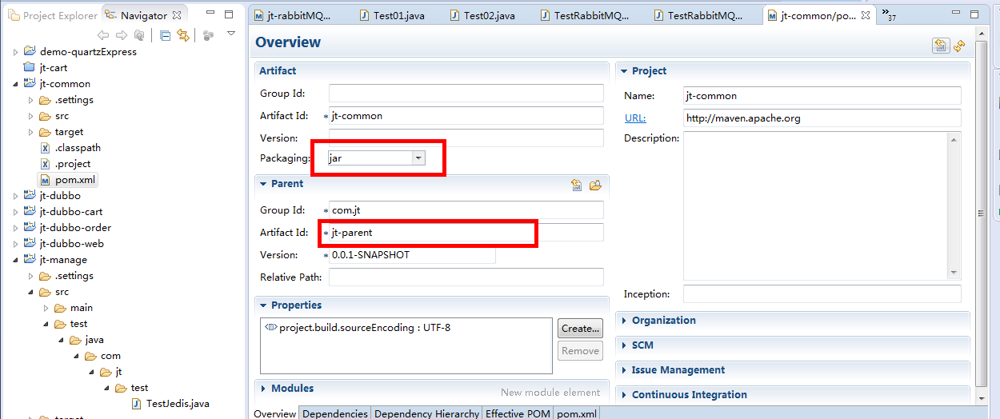 Project Explorer
Navigator
demo-quartzExpress
jt-cart
jt-common
.settings
src
target
.classpath
.project
pom.xml
jt-dubbo
jt-dubbo-cart
jt-dubbo-order
jt-dubbo-web
jt-manage
.settings
src
main
test
java
com
jt
test
TestJedis.java
jt-rabbitMQ...
Test01.java
Test02.java
TestRabbitMQ...
TestRabbitMQ...
jt-common/po...
»37
Overview
Artifact
Group Id:
Artifact Id: * jt-common
Version:
Packaging: jar
Parent
Group Id: * com.jt
Artifact Id: * jt-parent
Version: * 0.0.1-SNAPSHOT
Relative Path:
Properties
project.build.sourceEncoding : UTF-8
Create...
Remove
Modules
New module element
Project
Name: jt-common
URL: http://maven.apache.org
Description:
Inception:
Organization
SCM
Issue Management
Continuous Integration
Overview Dependencies Dependency Hierarchy Effective POM pom.xml